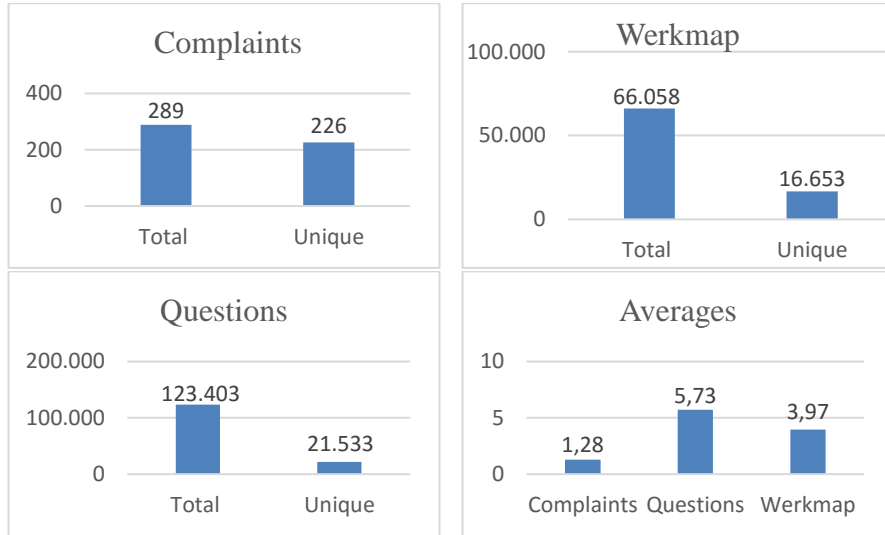 Complaints
400
289
226
200
0
Total Unique
Werkmap
100.000
66.058
50.000
16.653
0
Total Unique
Questions
200.000
123.403
100.000
21.533
0
Total Unique
Averages
10
5,73
5
3,97
1,28
0
Complaints Questions Werkmap